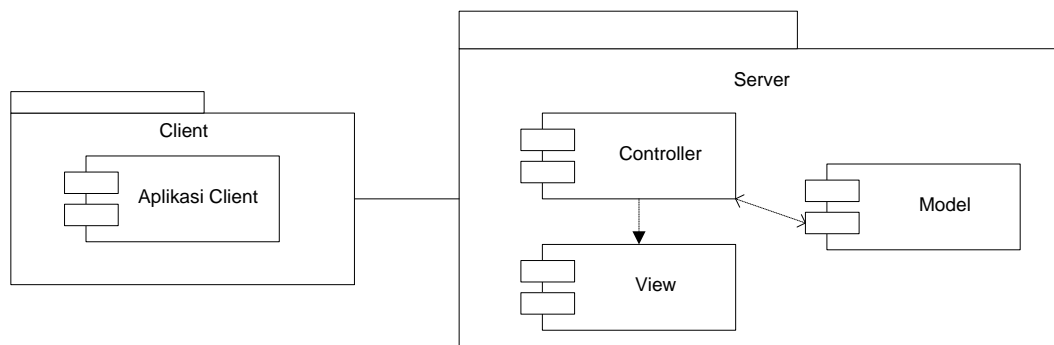 Client
Aplikasi Client
Server
Controller
Model
View